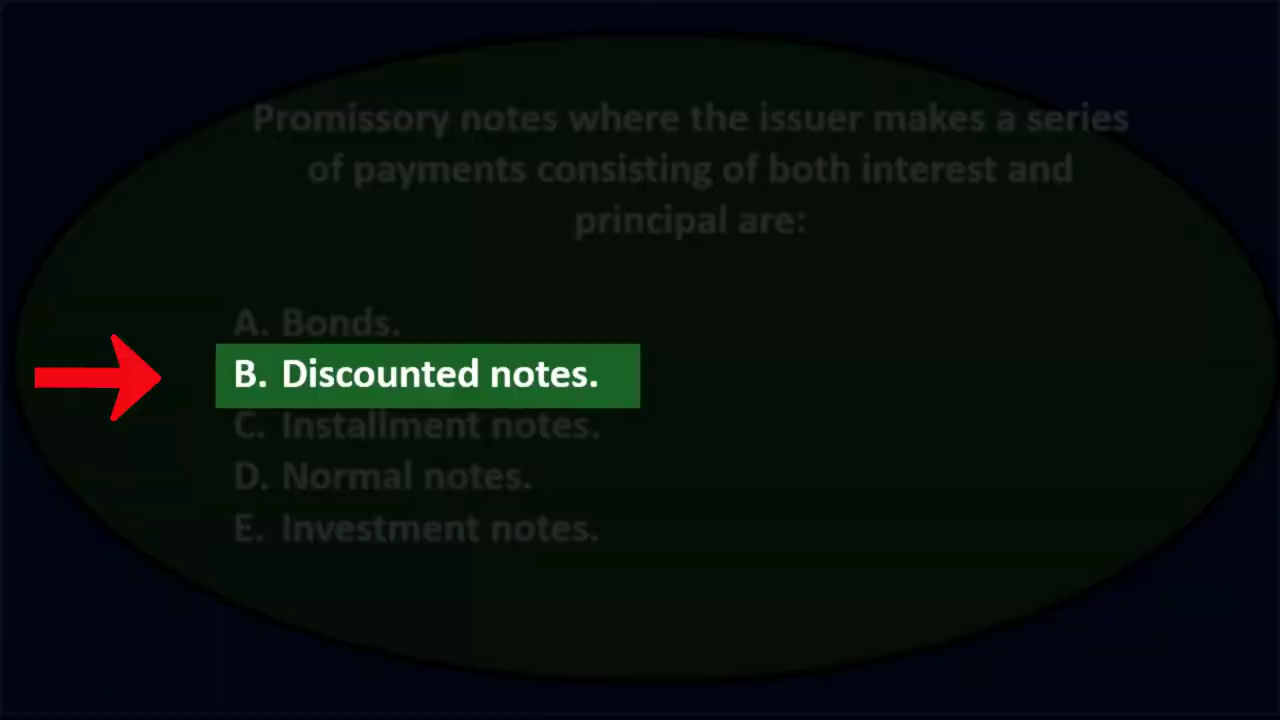 Promissory notes where the issuer makes a series
of payments consisting of both interest and
principal are:
A. Bonds.
B. Discounted notes.
C. Installment notes.
D. Normal notes.
E. Investment notes.